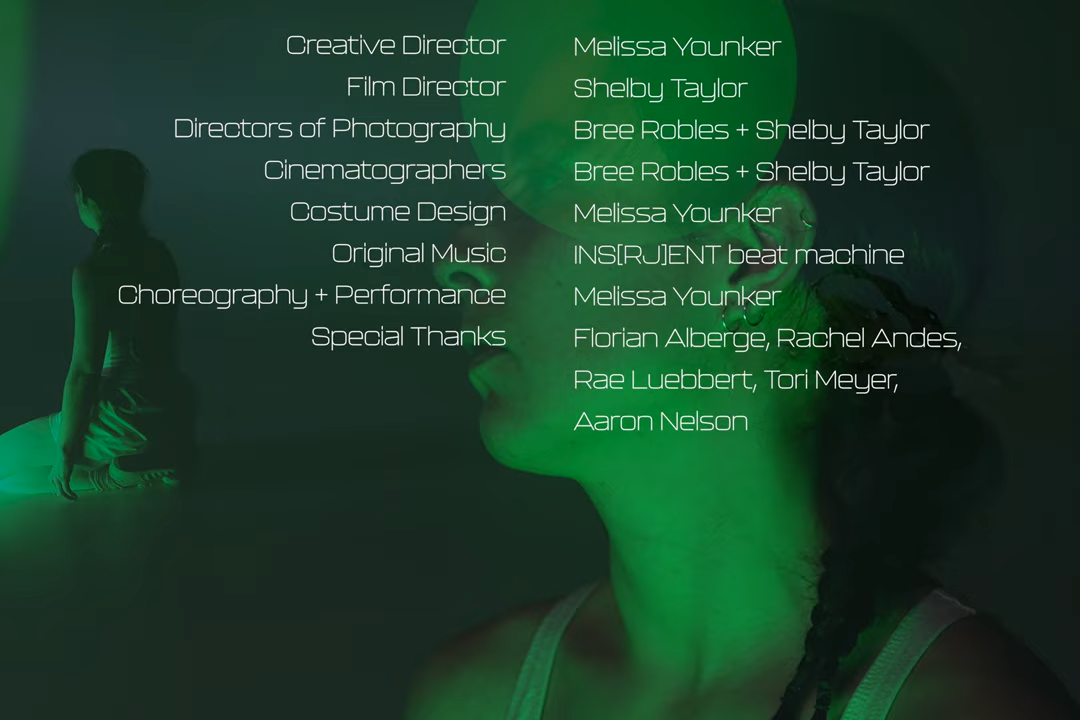 Creative Director Melissa Younker
Film Director Shelby Taylor
Directors of Photography Bree Robles + Shelby Taylor
Cinematographers Bree Robles + Shelby Taylor
Costume Design Melissa Younker
Original Music INS[RJ]ENT beat machine
Choreography + Performance Melissa Younker
Special Thanks Florian Alberge, Rachel Andes,
Rae Luebbert, Tori Meyer,
Aaron Nelson